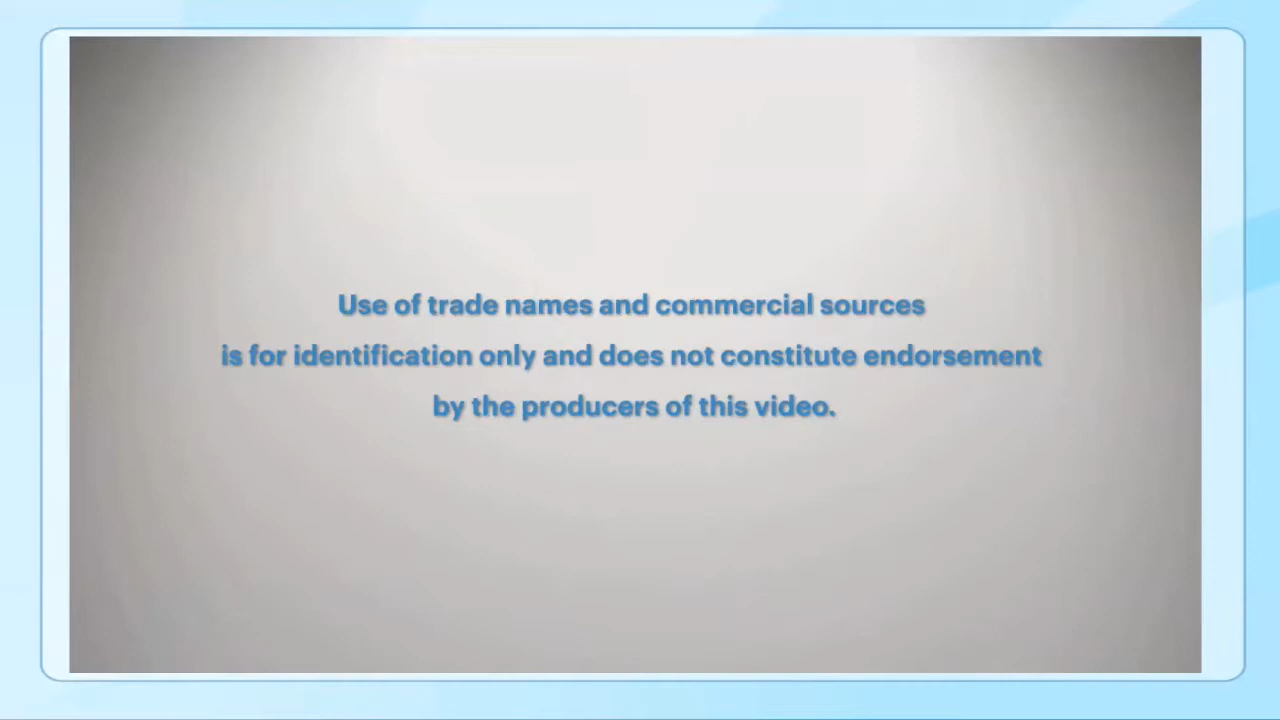 Use of trade names and commercial sources
is for identification only and does not constitute endorsement
by the producers of this video.